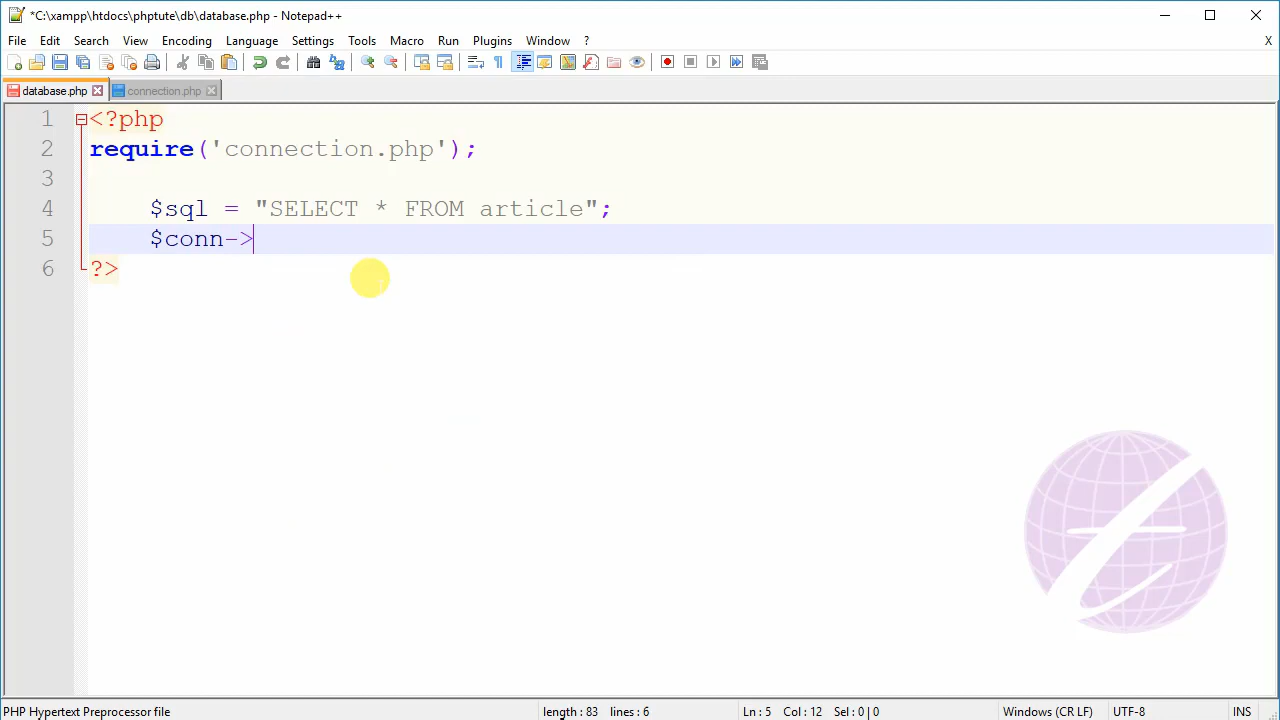 *C:\xampp\htdocs\phptute\db\database.php - Notepad++
File Edit Search View Encoding Language Settings Tools Macro Run Plugins Window ? X
database.php connection.php
1 <?php
2 require('connection.php');
3
4 $sql = "SELECT * FROM article";
5 $conn->
6 ?>
PHP Hypertext Preprocessor file length : 83 lines : 6 Ln : 5 Col : 12 Sel : 0 | 0 Windows (CR LF) UTF-8 INS